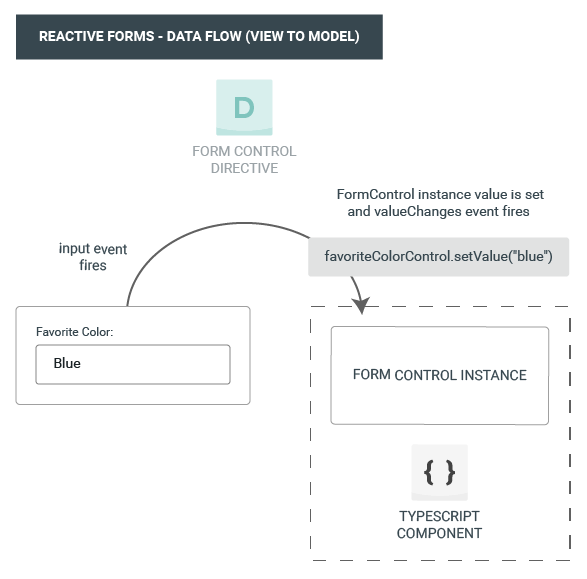 REACTIVE FORMS - DATA FLOW (VIEW TO MODEL)
D
FORM CONTROL
DIRECTIVE
FormControl instance value is set
and valueChanges event fires
input event
fires
favoriteColorControl.setValue("blue")
Favorite Color:
Blue
FORM CONTROL INSTANCE
{ }
TYPESCRIPT
COMPONENT